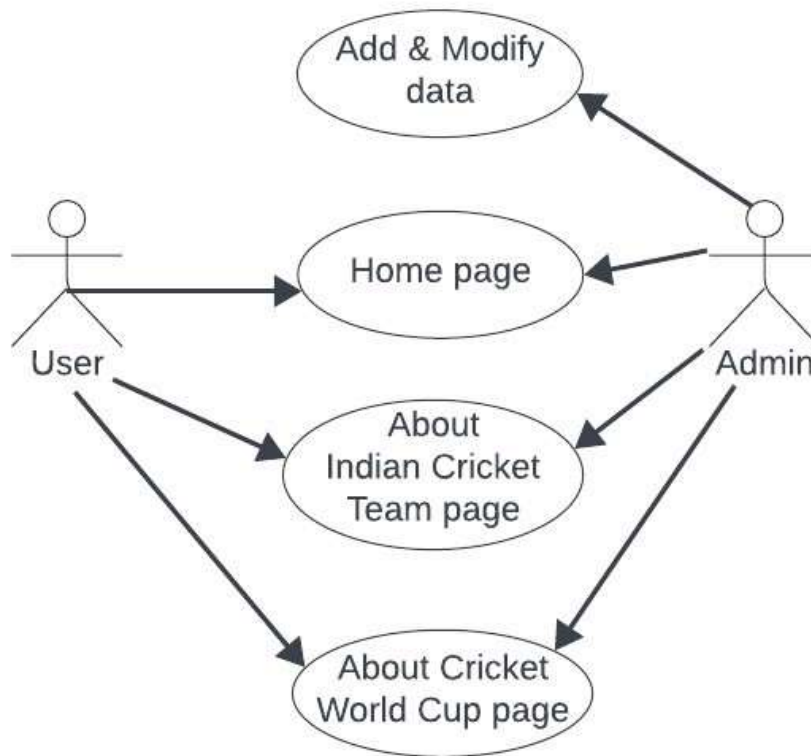 Add & Modify
data
Home page
User
Admin
About
Indian Cricket
Team page
About Cricket
World Cup page